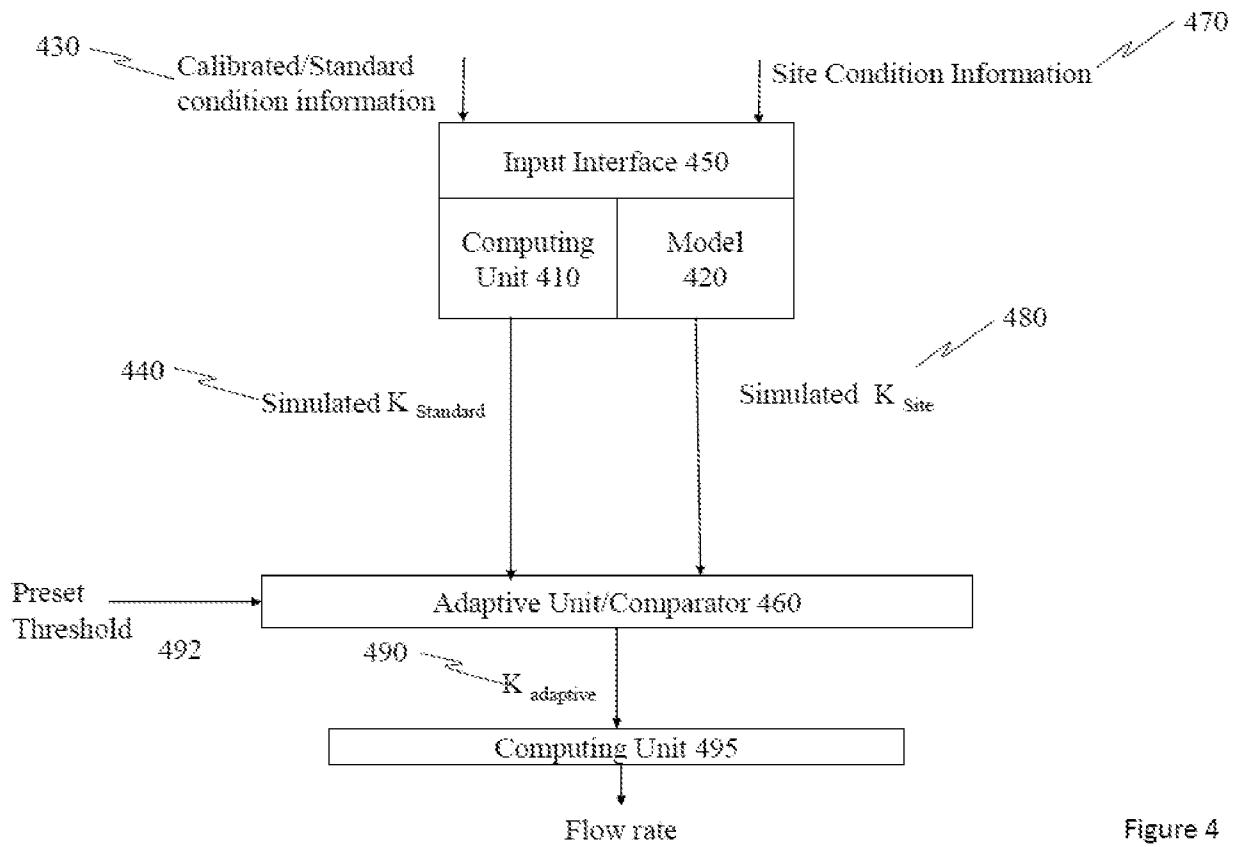 430
470
Calibrated/Standard
condition information
Site Condition Information
Input Interface 450
Computing
Unit 410
Model
420
480
440
Simulated K Standard
Simulated K Site
Preset
Threshold
492
Adaptive Unit/Comparator 460
490
K adaptive
Computing Unit 495
Flow rate
Figure 4